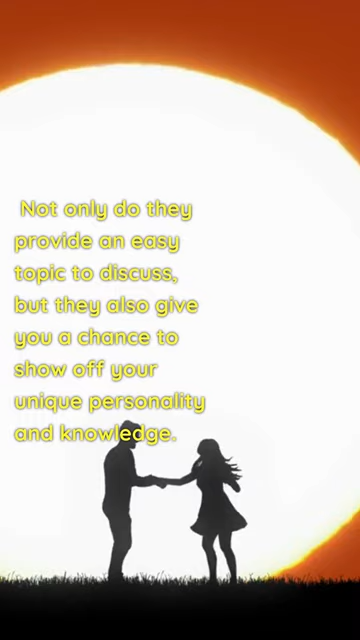 Not only do they
provide an easy
topic to discuss,
but they also give
you a chance to
show off your
unique personality
and knowledge.